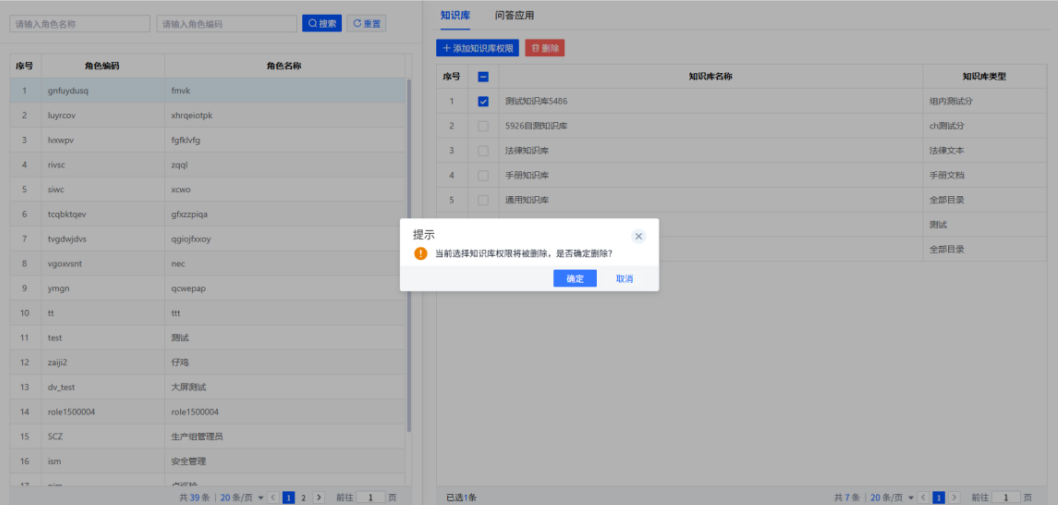 请输入角色名称 请输入角色编码 搜索 重置
序号 角色编码 角色名称
1 gnfuydusq fmvk
2 luyrcov xhrqeiotpk
3 fgfklvfg
4 rivsc zqql
5 siwc xcwo
6 tcqbktqev gfxzzpiqa
7 tvgdwjdvs qgiojfxxoy
8 vgoxvsnt nec
9 ymgn qcwepap
10 tt ttt
11 test 测试
12 zaiji2 仔鸡
13 dv_test 大屏测试
14 role1500004 role1500004
15 SCZ 生产组管理员
16 ism 安全管理
17
共 39 条 20 条/页 1 2 前往 1 页
知识库 问答应用
添加知识库权限 删除
序号 知识库名称 知识库类型
1 测试知识库5486 组内测试分
2 5926自测知识库 ch测试分
3 法律知识库 法律文本
4 手册知识库 手册文档
5 通用知识库 全部目录
测试
全部目录
提示
当前选择知识库权限将被删除，是否确定删除?
确定 取消
已选1条 共 7 条 20 条/页 1 前往 1 页